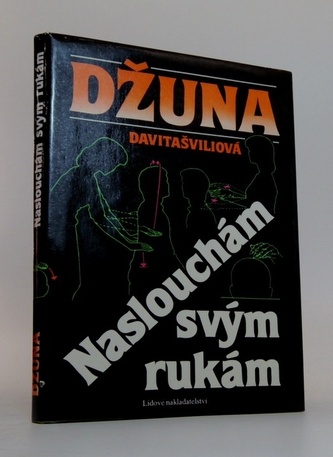 DŽUNA
DAVITAŠVILIOVÁ
Naslouchám
svým
rukám
Lidové nakladatelství
Naslouchám svým rukám
DŽUNA